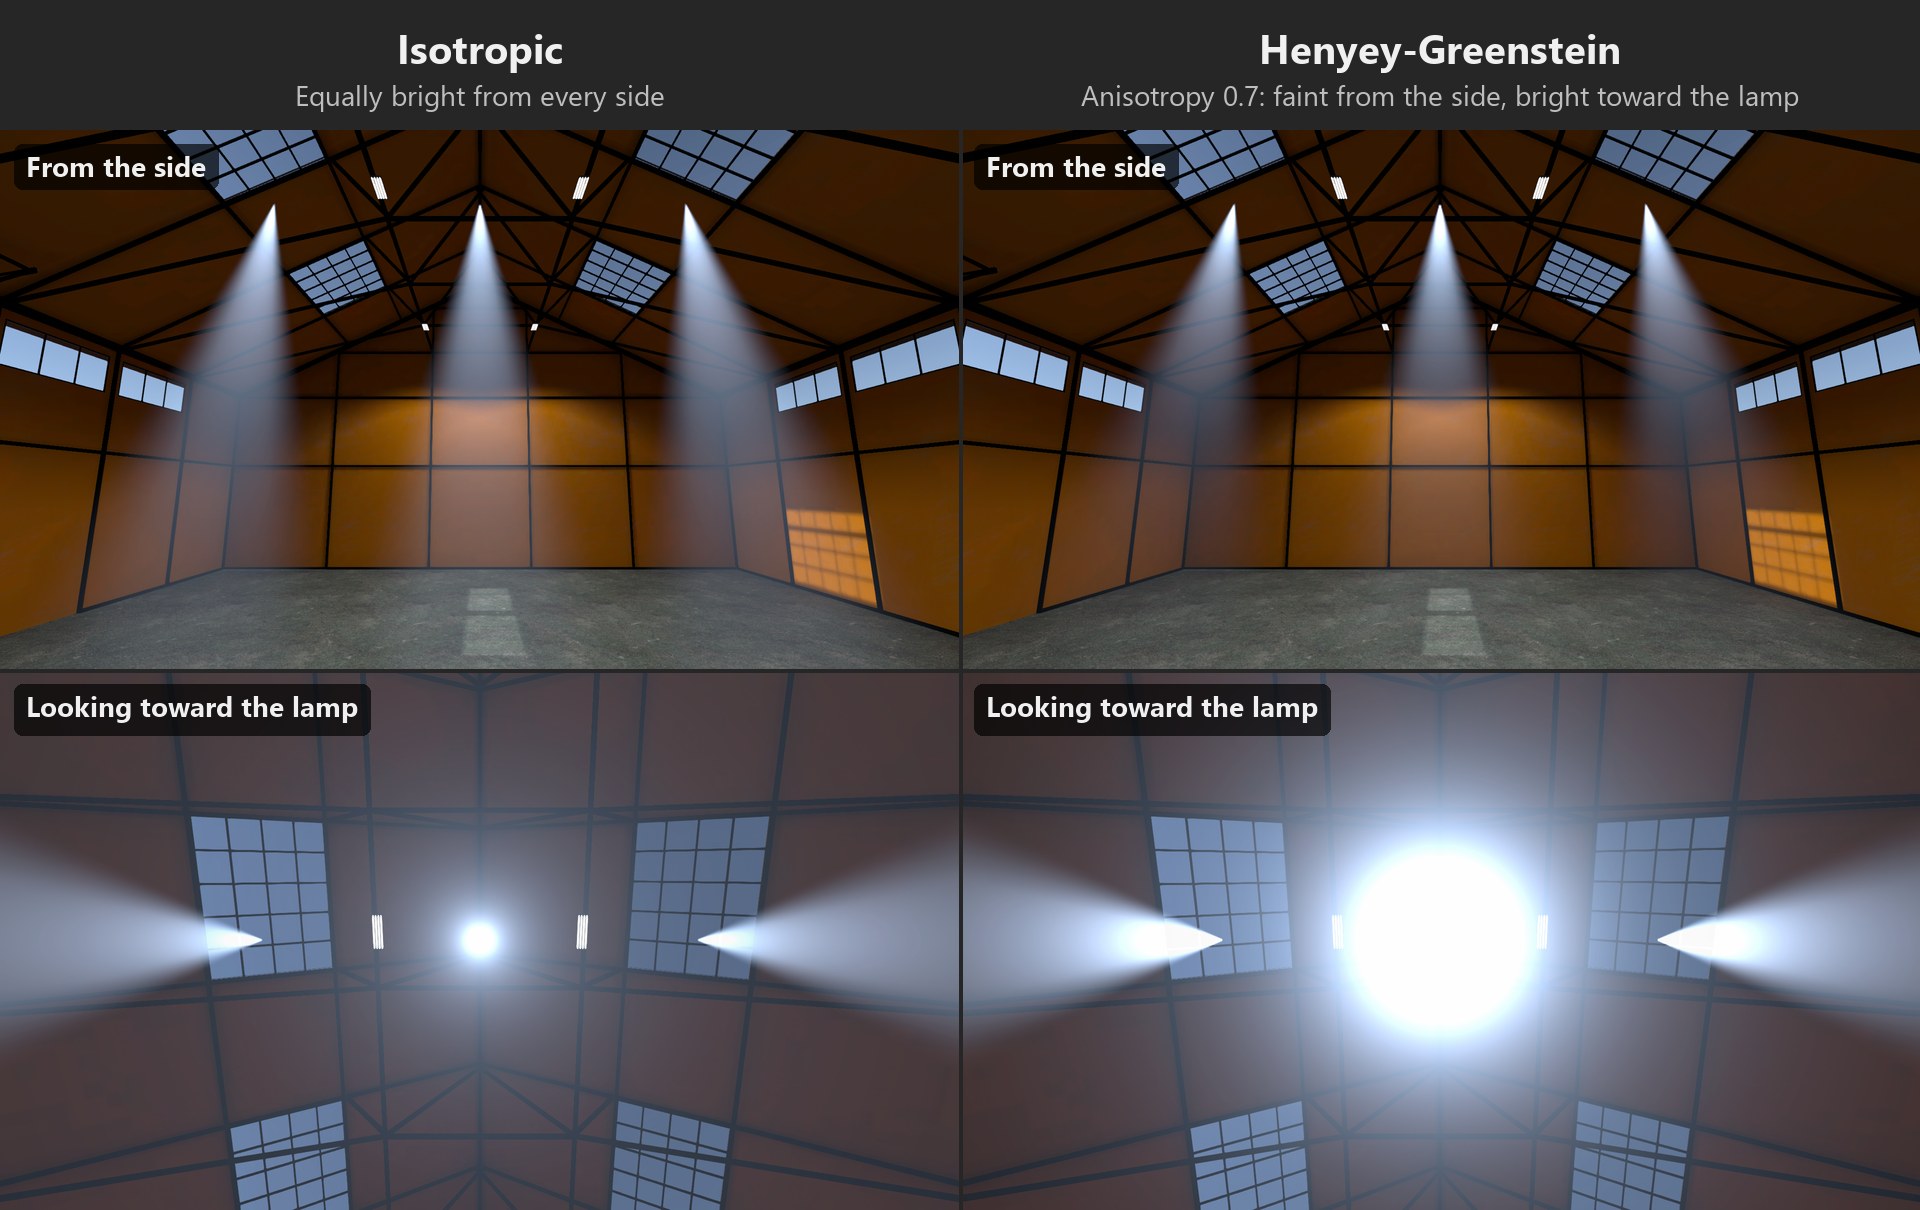 Isotropic
Equally bright from every side
Henyey-Greenstein
Anisotropy 0.7: faint from the side, bright toward the lamp
From the side
From the side
Looking toward the lamp
Looking toward the lamp